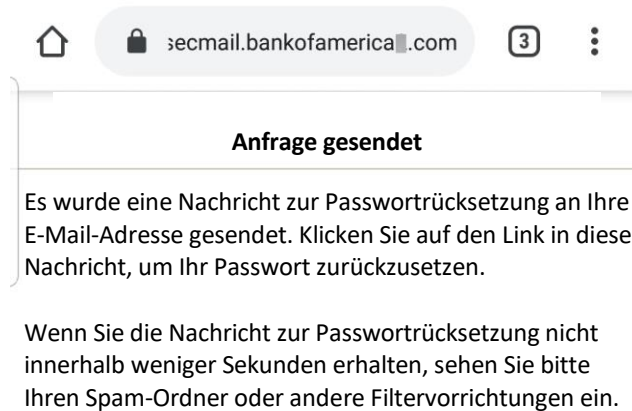 secmail.bankofamerica.com 3
Anfrage gesendet
Es wurde eine Nachricht zur Passwortrücksetzung an Ihre
E-Mail-Adresse gesendet. Klicken Sie auf den Link in diese
Nachricht, um Ihr Passwort zurückzusetzen.
Wenn Sie die Nachricht zur Passwortrücksetzung nicht
innerhalb weniger Sekunden erhalten, sehen Sie bitte
Ihren Spam-Ordner oder andere Filtervorrichtungen ein.